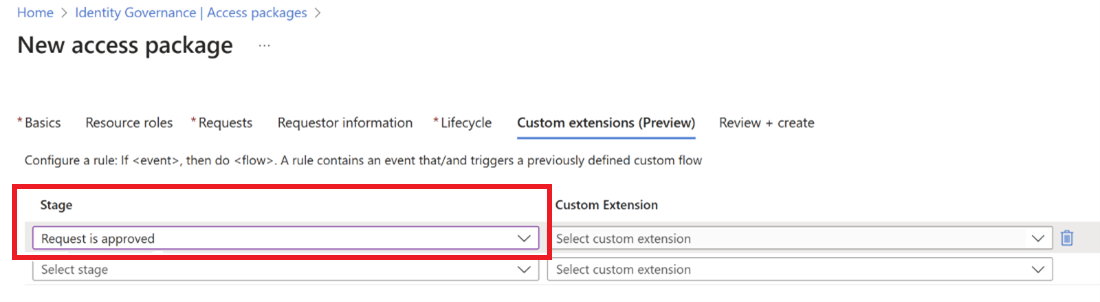 Home > Identity Governance | Access packages >
New access package ...
*Basics Resource roles *Requests Requestor information *Lifecycle Custom extensions (Preview) Review + create
Configure a rule: If <event>, then do <flow>. A rule contains an event that/and triggers a previously defined custom flow
Stage Custom Extension
Request is approved Select custom extension
Select stage Select custom extension